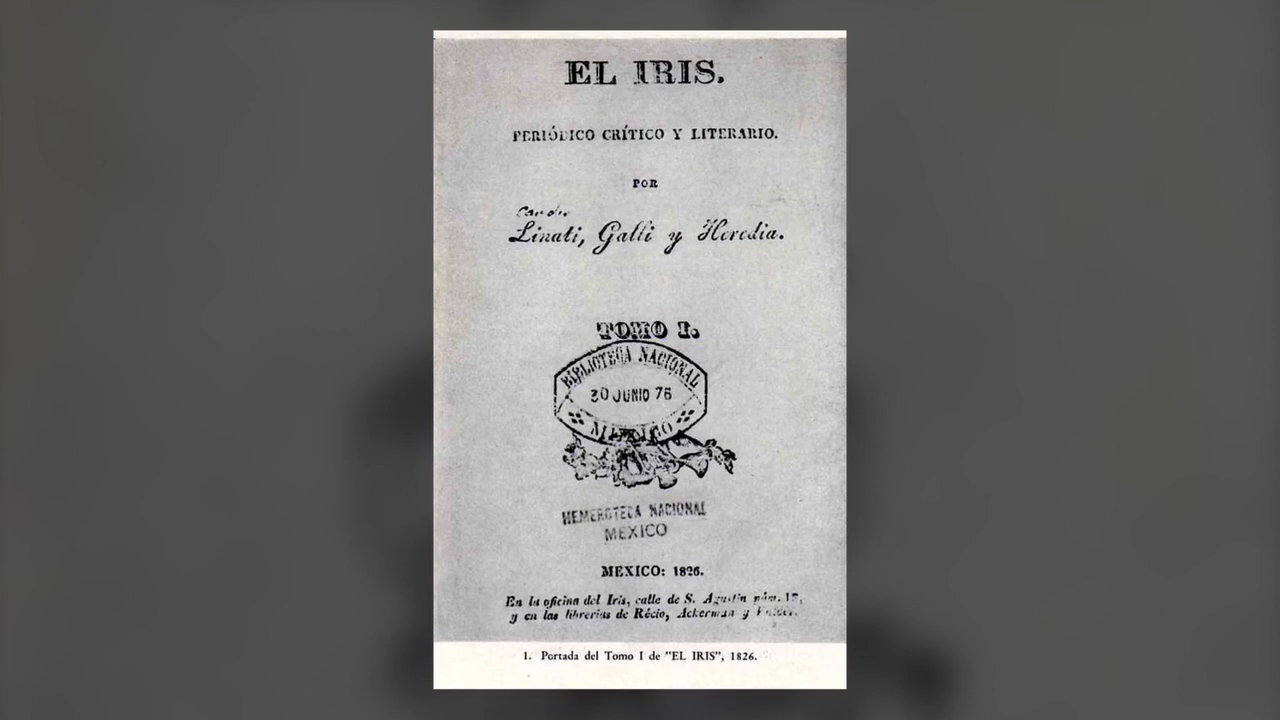 EL IRIS.
PERIÓDICO CRÍTICO Y LITERARIO.
POR
Linati, Galli y Heredia.
TOMO I.
BIBLIOTECA NACIONAL
30 JUNIO 76
MEXICO
HEMEROTECA NACIONAL
MEXICO
MEXICO: 1826.
En la oficina del Iris, calle de S. Agustin núm.
y en las librerias de Récio, Ackerman y
1. Portada del Tomo I de "EL IRIS", 1826.